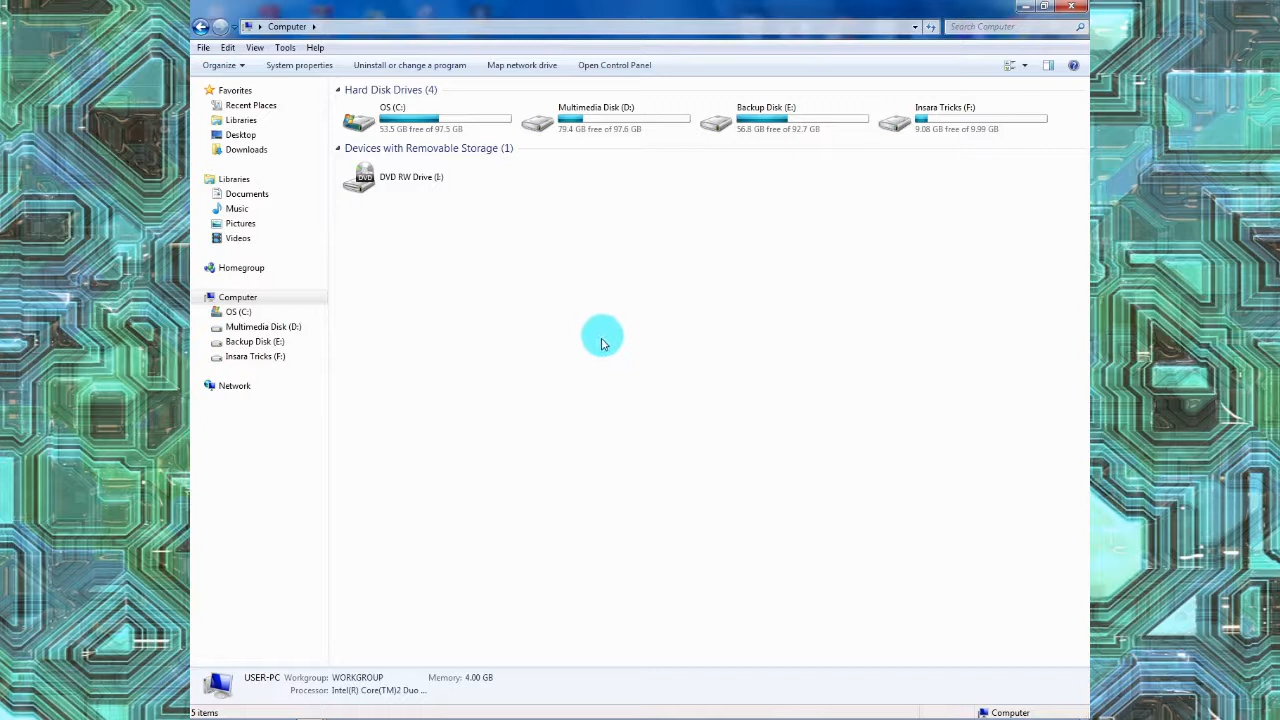 Computer
Search Computer
File Edit View Tools Help
Organize System properties Uninstall or change a program Map network drive Open Control Panel
Favorites
Recent Places
Libraries
Desktop
Downloads
Libraries
Documents
Music
Pictures
Videos
Homegroup
Computer
OS (C:)
Multimedia Disk (D:)
Backup Disk (E:)
Insara Tricks (F:)
Network
Hard Disk Drives (4)
OS (C:)
53.5 GB free of 97.5 GB
Multimedia Disk (D:)
79.4 GB free of 97.6 GB
Backup Disk (E:)
56.8 GB free of 92.7 GB
Insara Tricks (F:)
9.08 GB free of 9.99 GB
Devices with Removable Storage (1)
DVD
DVD RW Drive (I:)
USER-PC Workgroup: WORKGROUP Memory: 4.00 GB
Processor: Intel(R) Core(TM)2 Duo ...
5 items
Computer